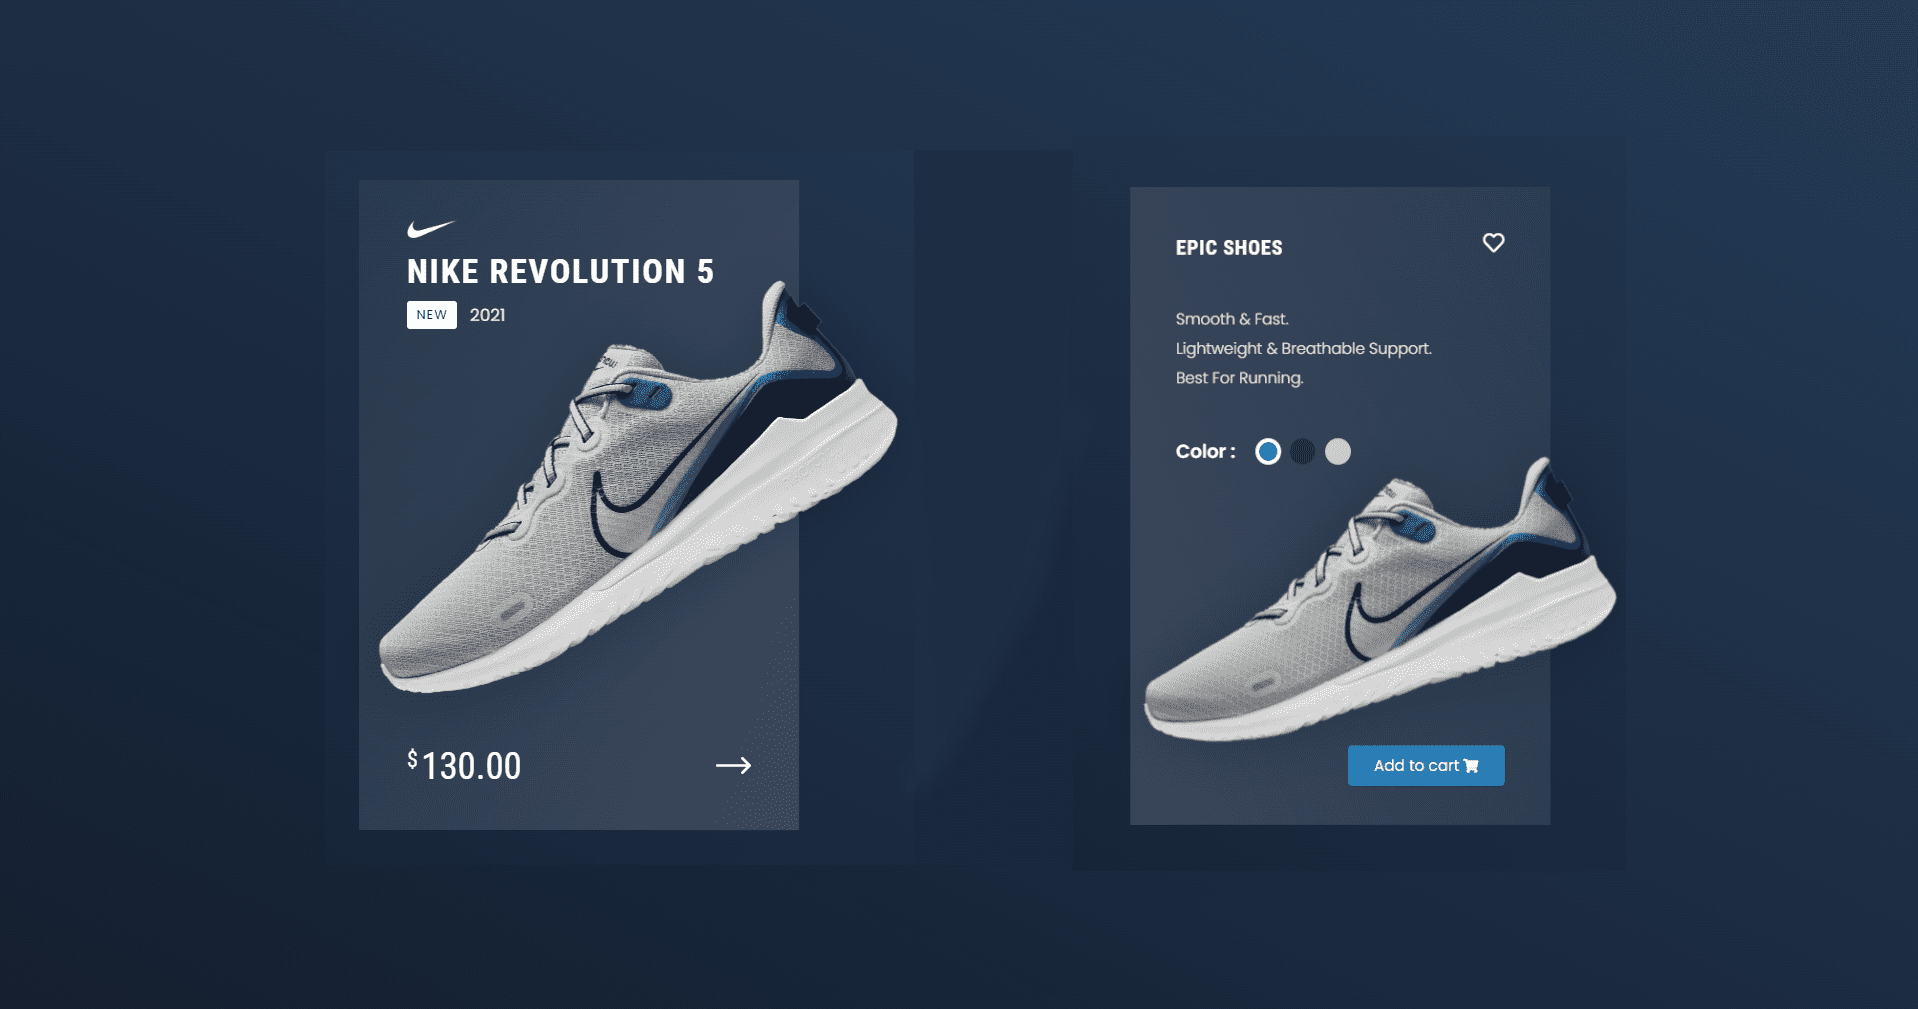 NIKE REVOLUTION 5
NEW 2021
$130.00
EPIC SHOES
Smooth & Fast.
Lightweight & Breathable Support.
Best For Running.
Color :
Add to cart